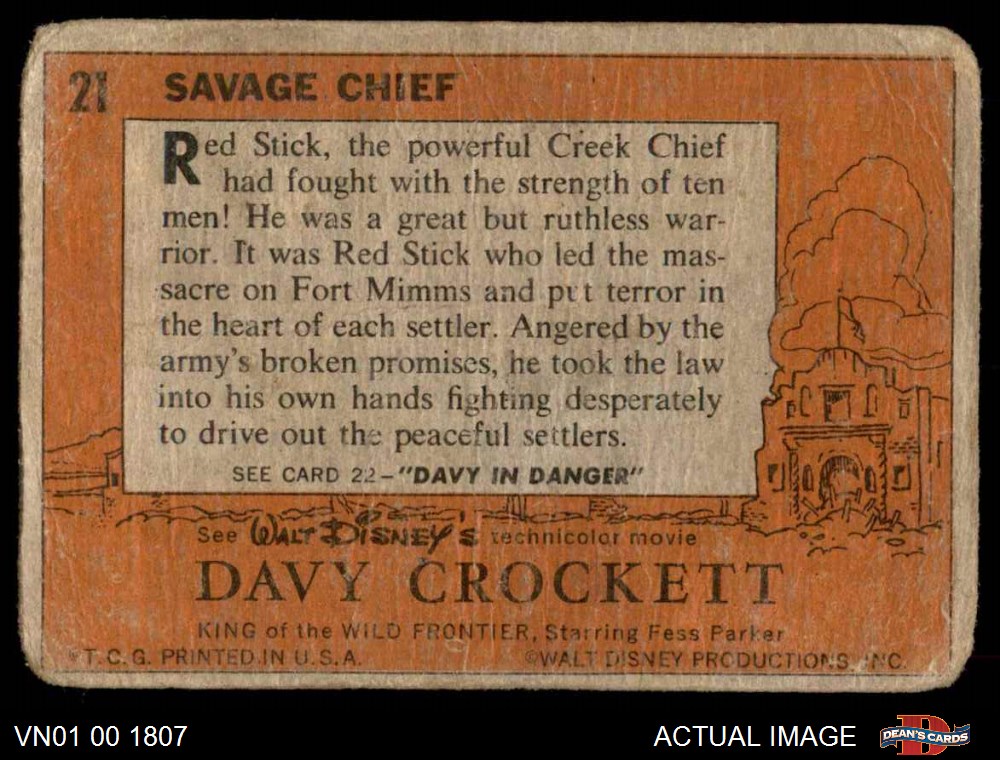 21 SAVAGE CHIEF
Red Stick, the powerful Creek Chief
had fought with the strength of ten
men! He was a great but ruthless war-
rior. It was Red Stick who led the mas-
sacre on Fort Mimms and put terror in
the heart of each settler. Angered by the
army's broken promises, he took the law
into his own hands fighting desperately
to drive out the peaceful settlers.
SEE CARD 22-"DAVY IN DANGER"
See WALT DISNEY'S technicolor movie
DAVY CROCKETT
KING of the WILD FRONTIER, Starring Fess Parker
©T.C.G. PRINTED IN U.S.A. ©WALT DISNEY PRODUCTIONS, INC.
VN01 00 1807 ACTUAL IMAGE DEAN'S CARDS